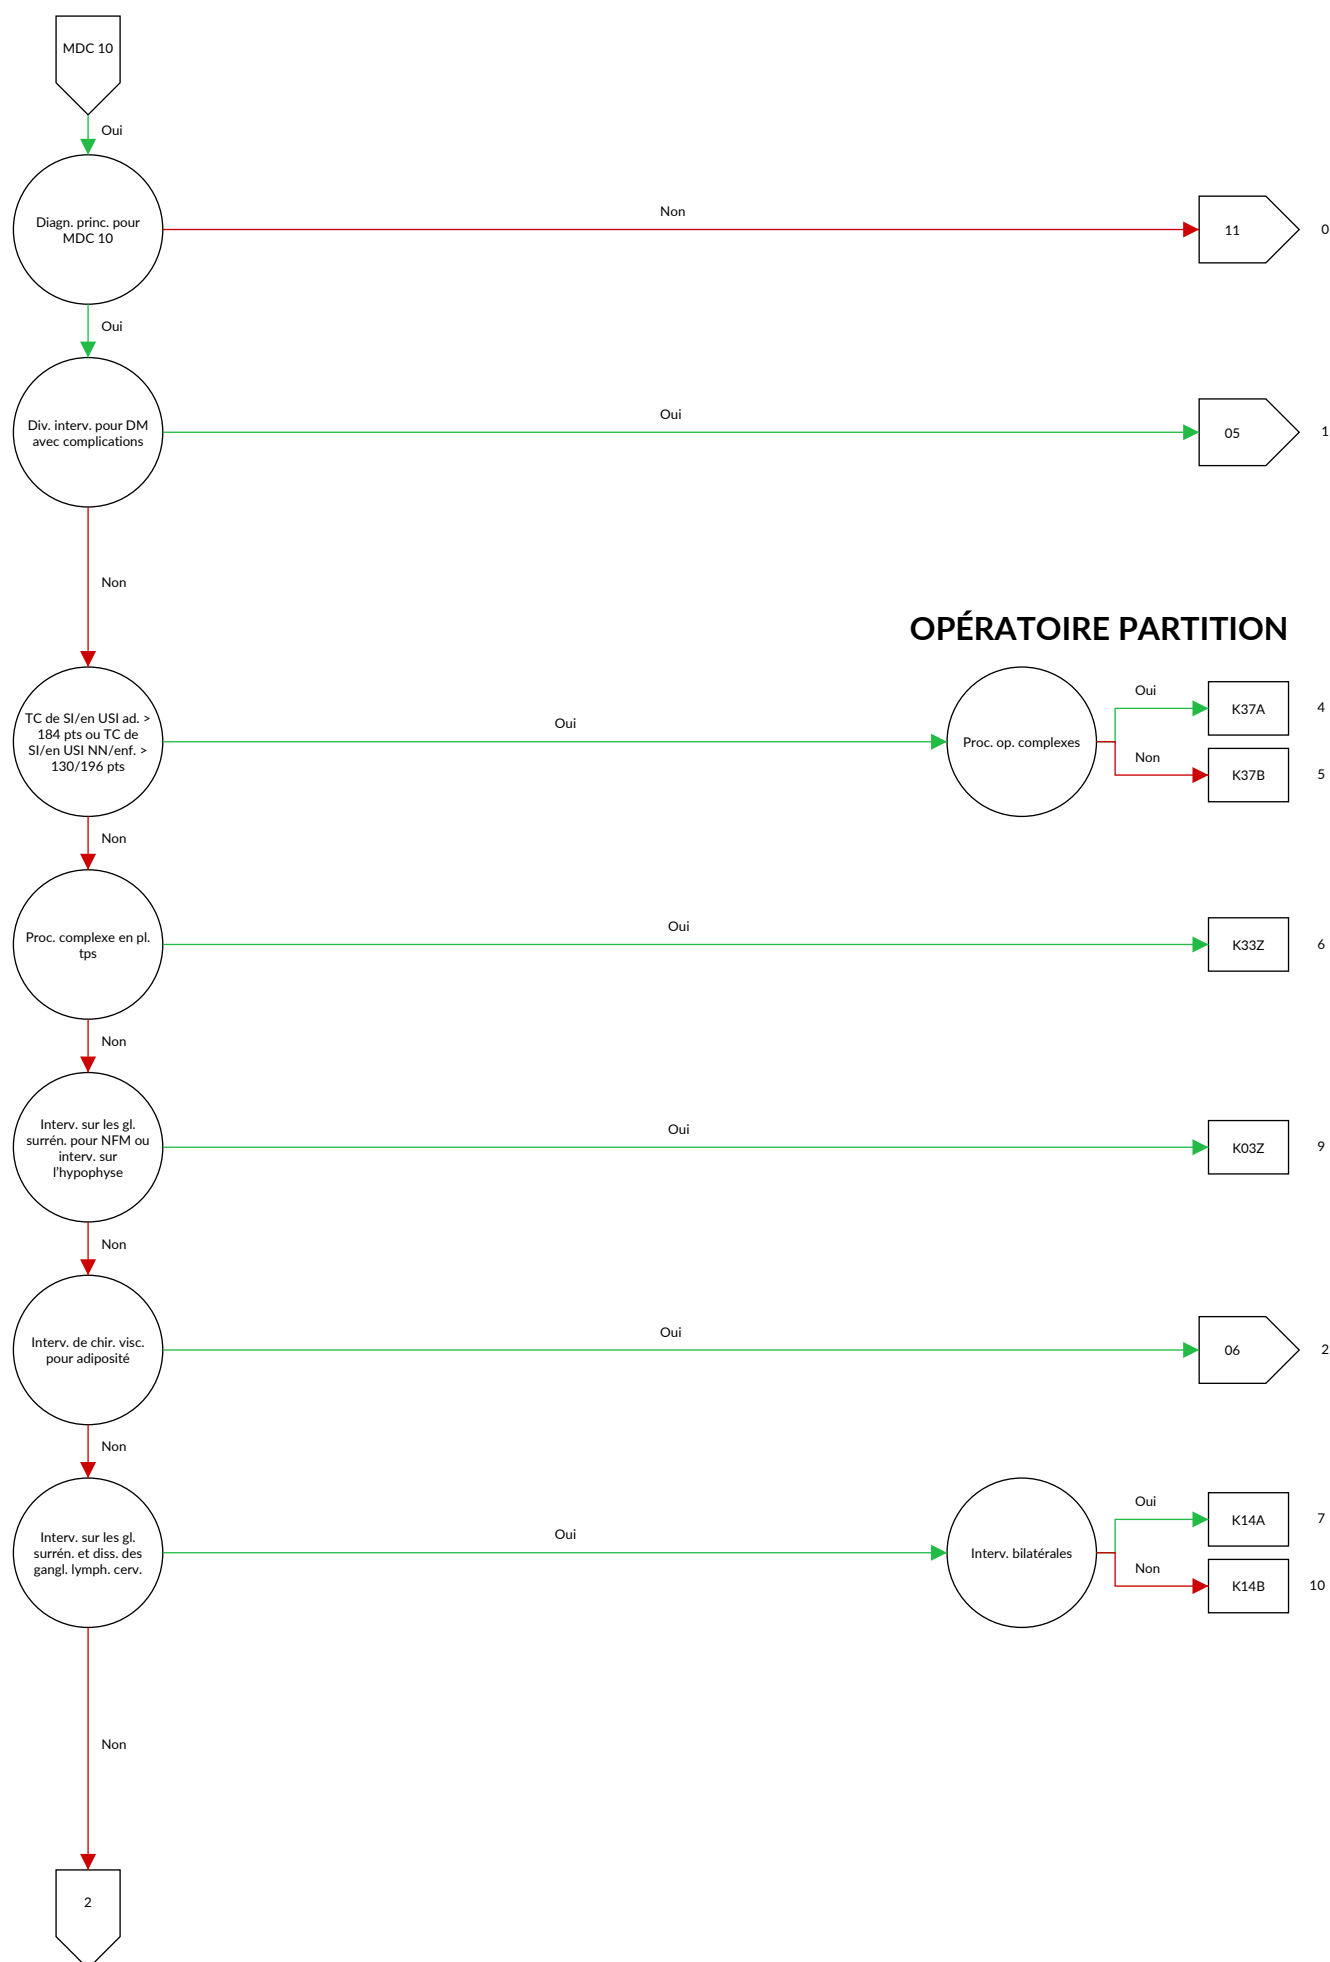 MDC 10
Oui
Diagn. princ. pour
MDC 10
Non
11
0
Oui
Div. interv. pour DM
avec complications
Oui
05
1
Non
OPÉRATOIRE PARTITION
TC de SI/en USI ad. >
184 pts ou TC de
SI/en USI NN/enf. >
130/196 pts
Oui
Proc. op. complexes
Oui
K37A
4
Non
K37B
5
Non
Proc. complexe en pl.
tps
Oui
K33Z
6
Non
Interv. sur les gl.
surrén. pour NFM ou
interv. sur
l'hypophyse
Oui
K03Z
9
Non
Interv. de chir. visc.
pour adiposité
Oui
06
2
Non
Interv. sur les gl.
surrén. et diss. des
gangl. lymph. cerv.
Oui
Interv. bilatérales
Oui
K14A
7
Non
K14B
10
Non
2